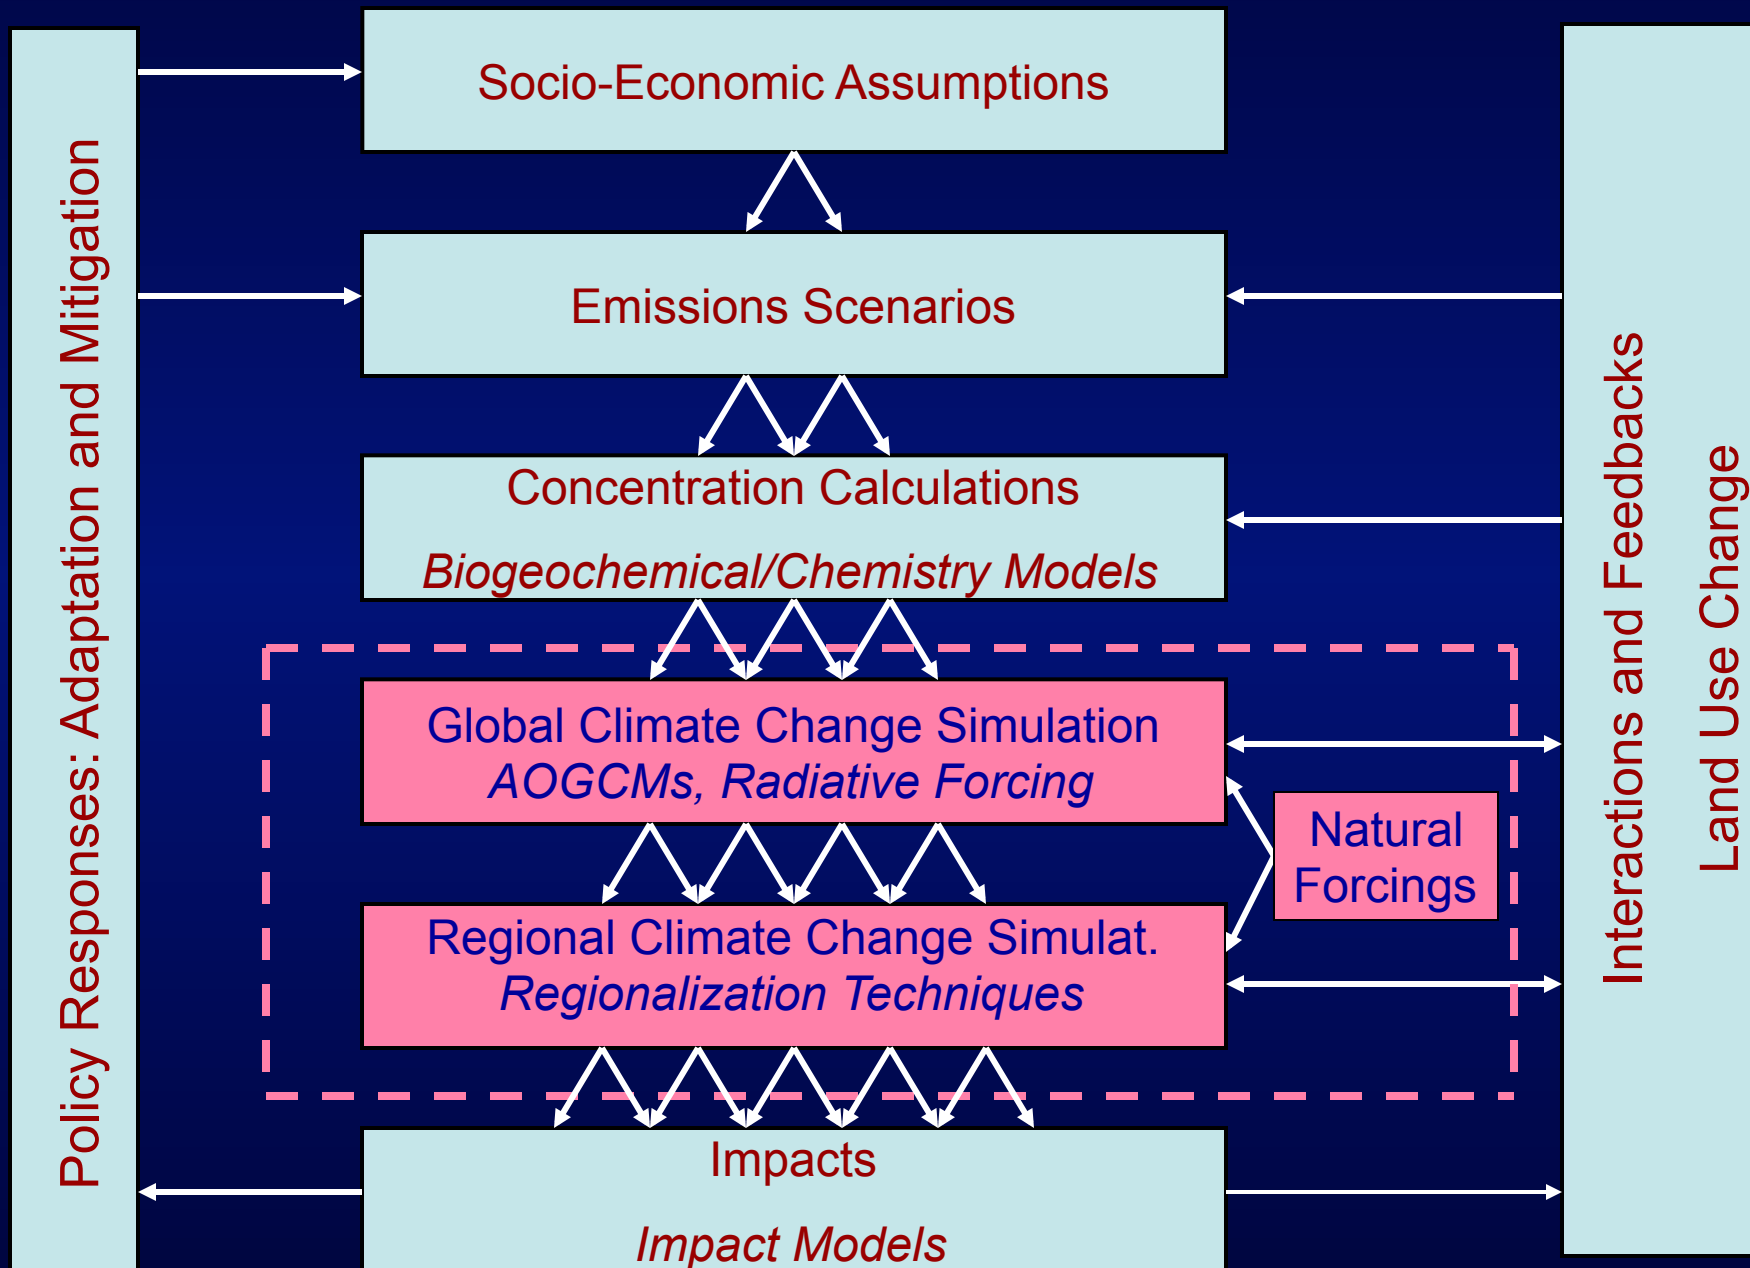 Policy Responses: Adaptation and Mitigation
Socio-Economic Assumptions
Emissions Scenarios
Concentration Calculations
Biogeochemical/Chemistry Models
Global Climate Change Simulation
AOGCMs, Radiative Forcing
Natural
Forcings
Regional Climate Change Simulat.
Regionalization Techniques
Impacts
Impact Models
Interactions and Feedbacks
Land Use Change